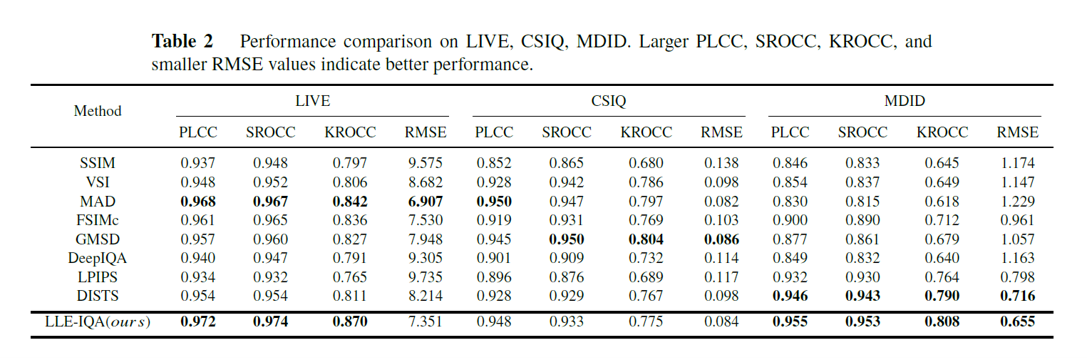 Table 2 Performance comparison on LIVE, CSIQ, MDID. Larger PLCC, SROCC, KROCC, and
smaller RMSE values indicate better performance.
Method LIVE CSIQ MDID
PLCC SROCC KROCC RMSE PLCC SROCC KROCC RMSE PLCC SROCC KROCC RMSE
SSIM 0.937 0.948 0.797 9.575 0.852 0.865 0.680 0.138 0.846 0.833 0.645 1.174
VSI 0.948 0.952 0.806 8.682 0.928 0.942 0.786 0.098 0.854 0.837 0.649 1.147
MAD 0.968 0.967 0.842 6.907 0.950 0.947 0.797 0.082 0.830 0.815 0.618 1.229
FSIMc 0.961 0.965 0.836 7.530 0.919 0.931 0.769 0.103 0.900 0.890 0.712 0.961
GMSD 0.957 0.960 0.827 7.948 0.945 0.950 0.804 0.086 0.877 0.861 0.679 1.057
DeepIQA 0.940 0.947 0.791 9.305 0.901 0.909 0.732 0.114 0.849 0.832 0.640 1.163
LPIPS 0.934 0.932 0.765 9.735 0.896 0.876 0.689 0.117 0.932 0.930 0.764 0.798
DISTS 0.954 0.954 0.811 8.214 0.928 0.929 0.767 0.098 0.946 0.943 0.790 0.716
LLE-IQA(ours) 0.972 0.974 0.870 7.351 0.948 0.933 0.775 0.084 0.955 0.953 0.808 0.655